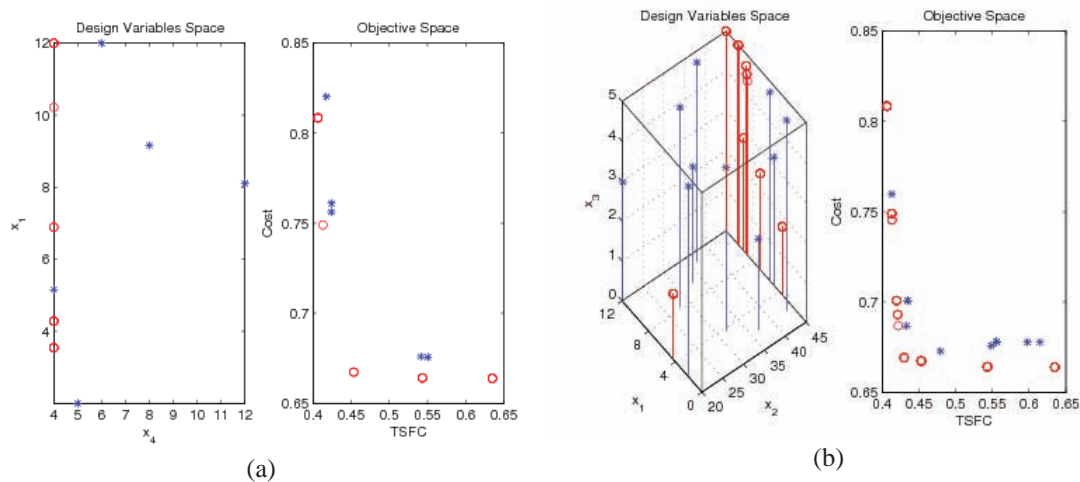 Design Variables Space
12
10
8
6
4
x1
4 5 6 7 8 9 10 11 12
x4
Objective Space
0.85
0.8
0.75
0.7
0.65
Cost
0.4 0.45 0.5 0.55 0.6 0.65
TSFC
(a)
Design Variables Space
5
4
3
2
1
0
x3
12
8
4
0
x1
20 25 30 35 40 45
x2
Objective Space
0.85
0.8
0.75
0.7
0.65
Cost
0.4 0.45 0.5 0.55 0.6 0.65
TSFC
(b)